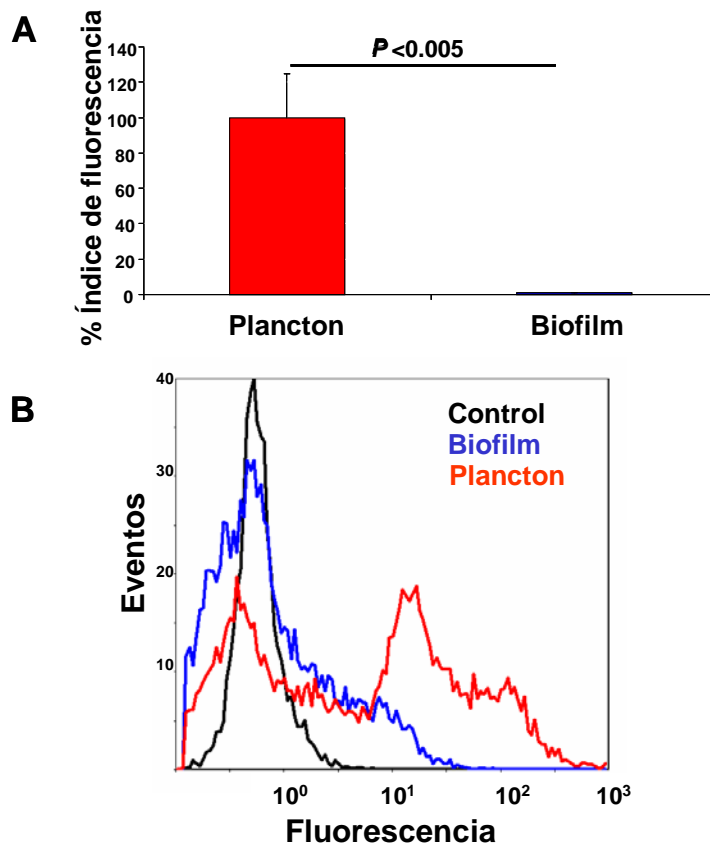 A
% Índice de fluorescencia
140
120
100
80
60
40
20
0
P <0.005
Plancton
Biofilm
B
Eventos
40
30
20
10
Control
Biofilm
Plancton
10⁰
10¹
10²
10³
Fluorescencia